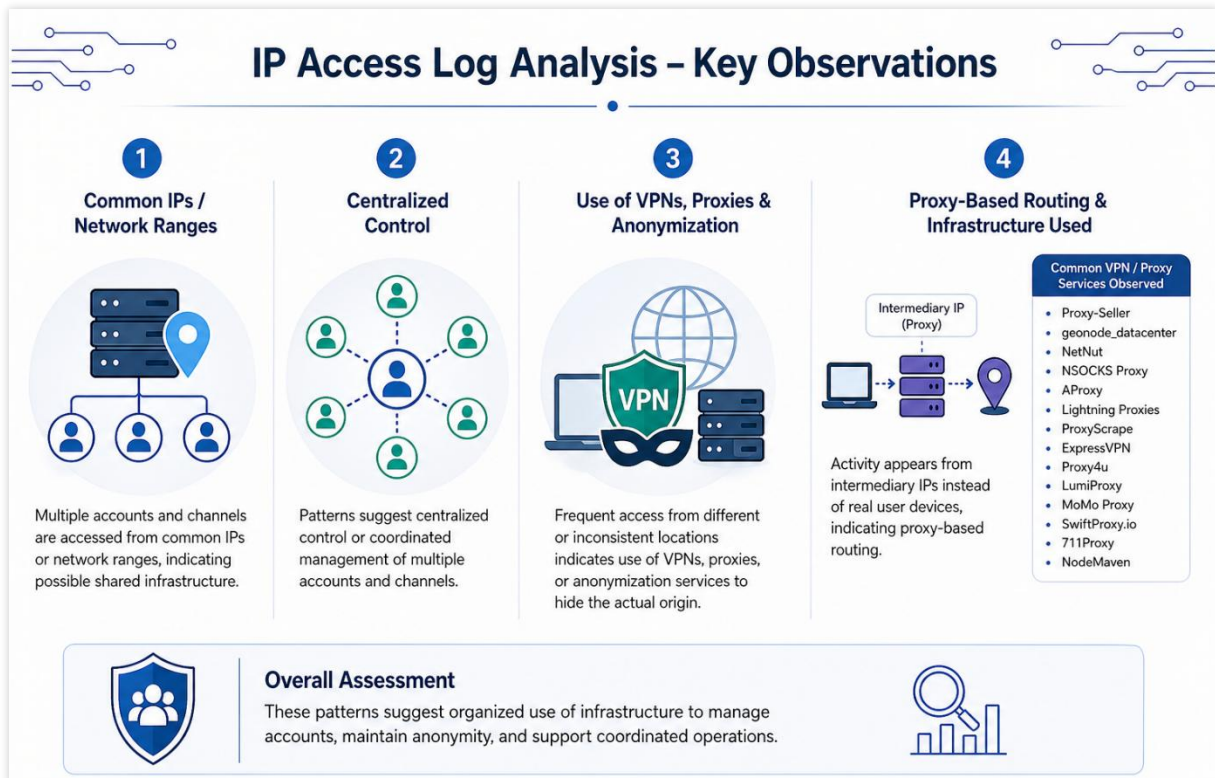 IP Access Log Analysis – Key Observations
1
Common IPs /
Network Ranges
Multiple accounts and channels
are accessed from common IPs
or network ranges, indicating
possible shared infrastructure.
2
Centralized
Control
Patterns suggest centralized
control or coordinated
management of multiple
accounts and channels.
3
Use of VPNs, Proxies &
Anonymization
VPN
Frequent access from different
or inconsistent locations
indicates use of VPNs, proxies,
or anonymization services to
hide the actual origin.
4
Proxy-Based Routing &
Infrastructure Used
Intermediary IP
(Proxy)
Activity appears from
intermediary IPs instead
of real user devices,
indicating proxy-based
routing.
Common VPN / Proxy
Services Observed
• Proxy-Seller
• geonode_datacenter
• NetNut
• NSOCKS Proxy
• AProxy
• Lightning Proxies
• ProxyScrape
• ExpressVPN
• Proxy4u
• LumiProxy
• MoMo Proxy
• SwiftProxy.io
• 711Proxy
• NodeMaven
Overall Assessment
These patterns suggest organized use of infrastructure to manage
accounts, maintain anonymity, and support coordinated operations.